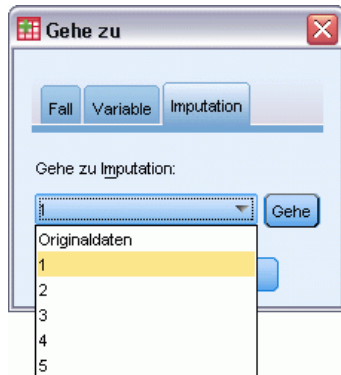 Gehe zu
Fall Variable Imputation
Gehe zu Imputation:
1 Gehe
Originaldaten
1
2
3
4
5